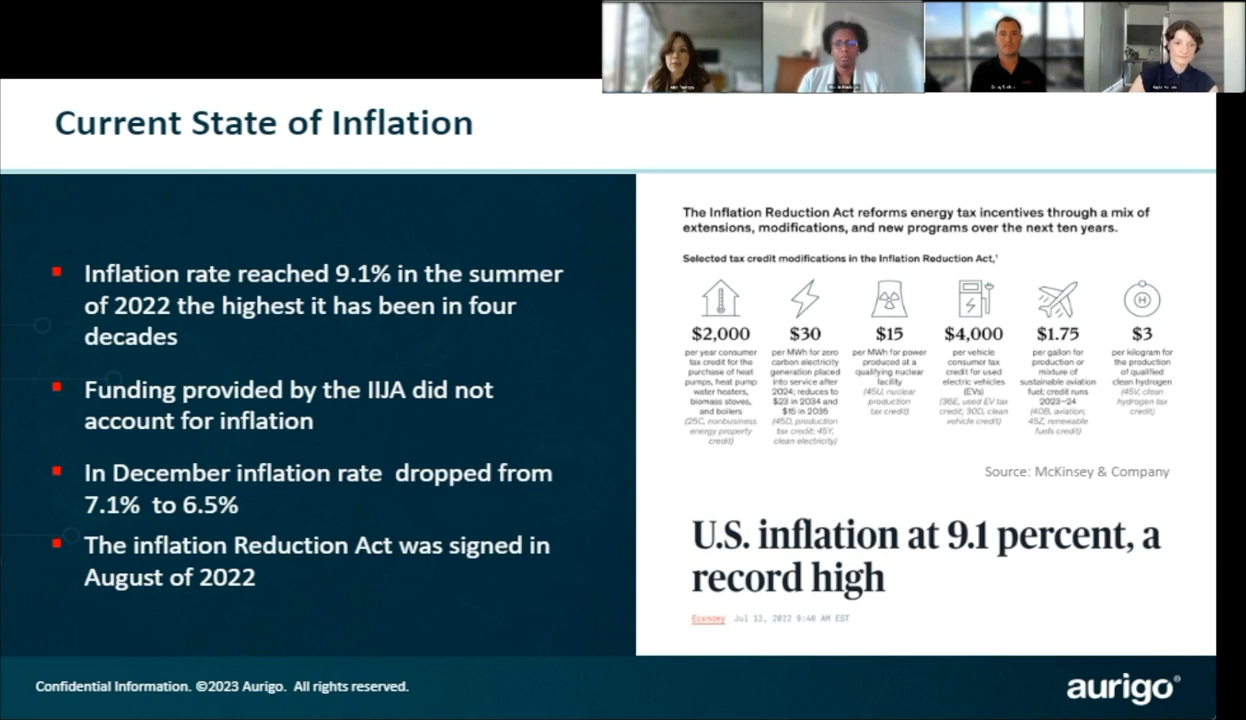 Current State of Inflation
Inflation rate reached 9.1% in the summer
of 2022 the highest it has been in four
decades
Funding provided by the IIJA did not
account for inflation
In December inflation rate  dropped from
7.1%  to 6.5%
The inflation Reduction Act was signed in
August of 2022
The Inflation Reduction Act reforms energy tax incentives through a mix of
extensions, modifications, and new programs over the next ten years.
Selected tax credit modifications in the Inflation Reduction Act,¹
$2,000
per year consumer
tax credit for the
purchase of heat
pumps, heat pump
water heaters,
biomass stoves,
and boilers
(25C, nonbusiness
energy property
credit)
$30
per MWh for zero
carbon electricity
generation placed
into service after
2024; reduces to
$23 in 2034 and
$15 in 2035
(45D, production
tax credit; 45Y,
clean electricity)
$15
per MWh for power
produced at a
qualifying nuclear
facility
(45U, nuclear
production
tax credit)
$4,000
per vehicle
consumer tax
credit for used
electric vehicles
(EVs)
(36E, used EV tax
credit; 30D, clean
vehicle credit)
$1.75
per gallon for
production or
mixture of
sustainable aviation
fuel; credit runs
2023–24
(40B, aviation;
45Z, renewable
fuels credit)
$3
per kilogram for
the production
of qualified
clean hydrogen
(45V, clean
hydrogen tax
credit)
Source: McKinsey & Company
U.S. inflation at 9.1 percent, a
record high
Economy Jul 13, 2022 9:40 AM EST
Confidential Information. ©2023 Aurigo.  All rights reserved.
aurigo®